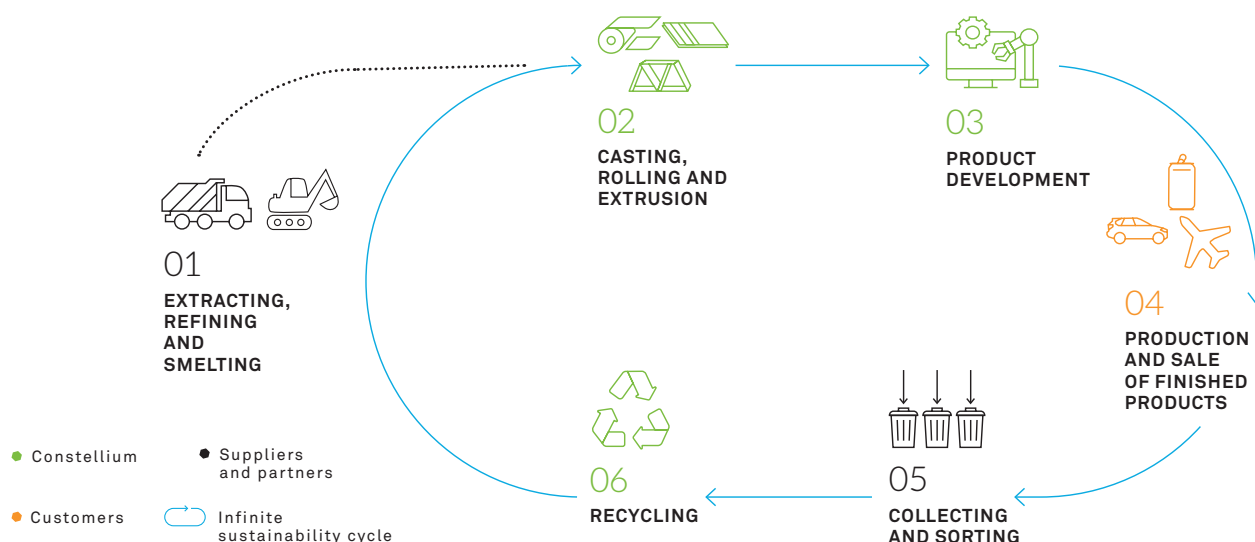 01
EXTRACTING,
REFINING
AND
SMELTING
02
CASTING,
ROLLING AND
EXTRUSION
03
PRODUCT
DEVELOPMENT
04
PRODUCTION
AND SALE
OF FINISHED
PRODUCTS
05
COLLECTING
AND SORTING
06
RECYCLING
Constellium
Suppliers
and partners
Customers
Infinite
sustainability cycle